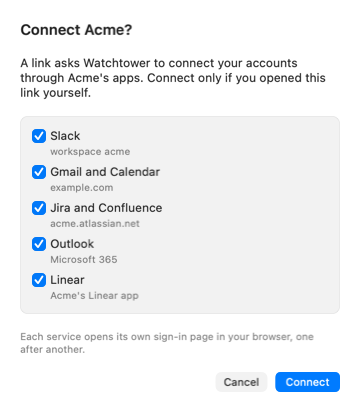 Connect Acme?
A link asks Watchtower to connect your accounts
through Acme's apps. Connect only if you opened this
link yourself.
Slack
workspace acme
Gmail and Calendar
example.com
Jira and Confluence
acme.atlassian.net
Outlook
Microsoft 365
Linear
Acme's Linear app
Each service opens its own sign-in page in your browser, one
after another.
Cancel
Connect